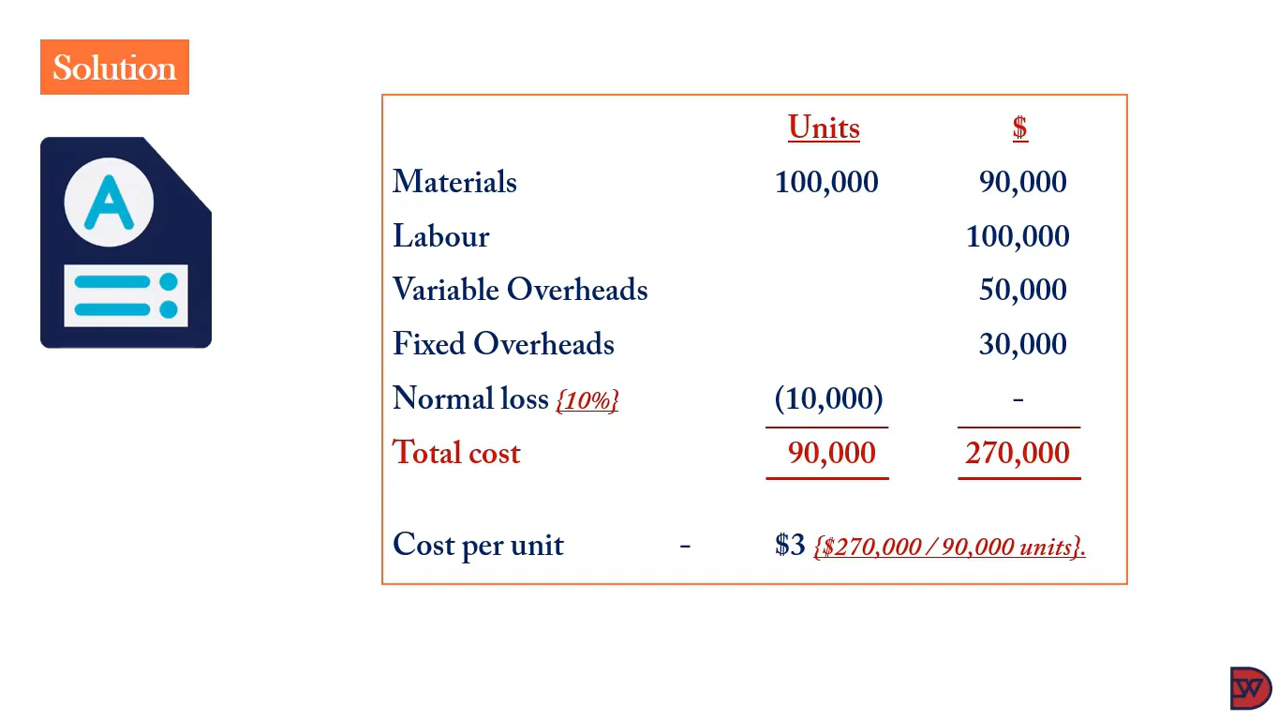 Solution
A
Units $
Materials 100,000 90,000
Labour 100,000
Variable Overheads 50,000
Fixed Overheads 30,000
Normal loss {10%} (10,000) -
Total cost 90,000 270,000
Cost per unit - $3 {$270,000 / 90,000 units}.
DW